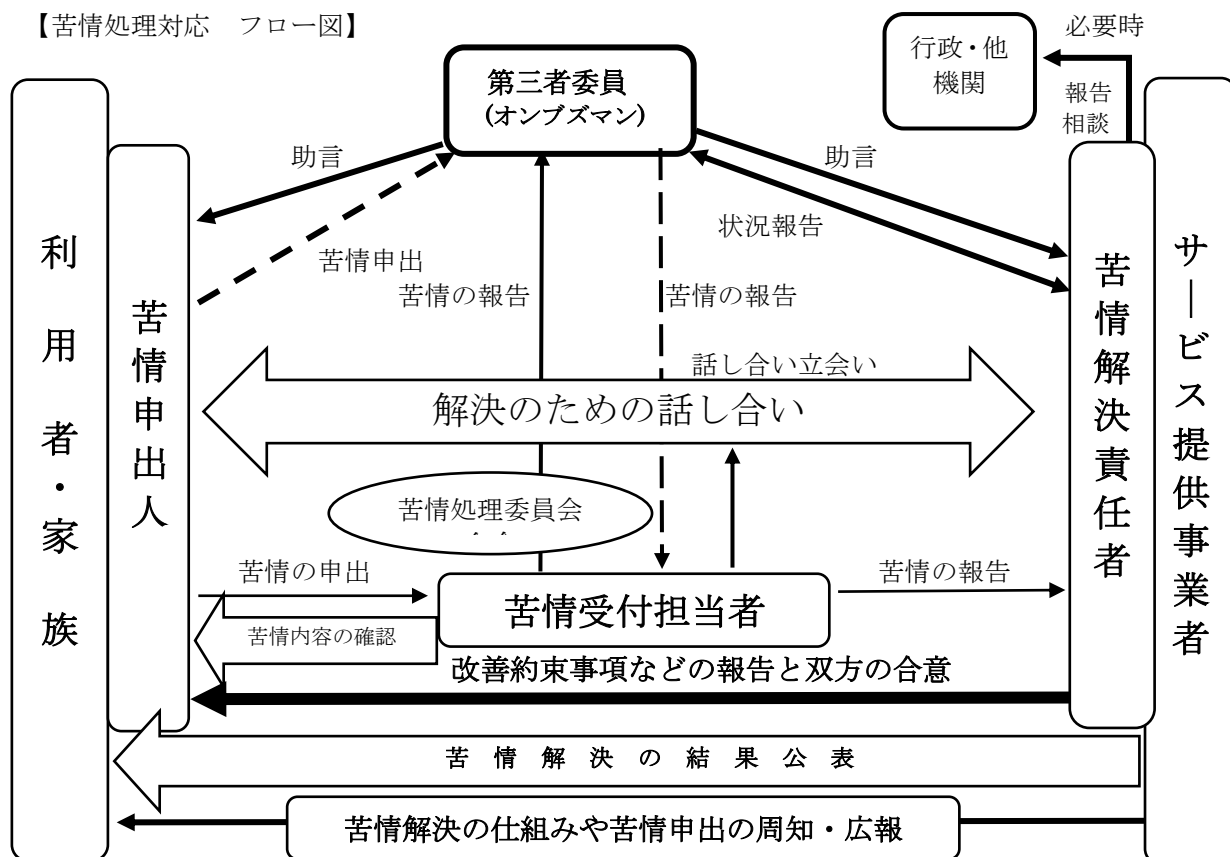 【苦情処理対応　フロー図】
必要時
行政・他
機関
第三者委員
(オンブズマン)
報告
相談
助言
助言
状況報告
苦情申出
苦情の報告
苦情の報告
利用者・家族
苦情申出人
苦情解決責任者
サービス提供事業者
話し合い立会い
解決のための話し合い
苦情処理委員会
苦情の申出
苦情の報告
苦情受付担当者
苦情内容の確認
改善約束事項などの報告と双方の合意
苦情解決の結果公表
苦情解決の仕組みや苦情申出の周知・広報